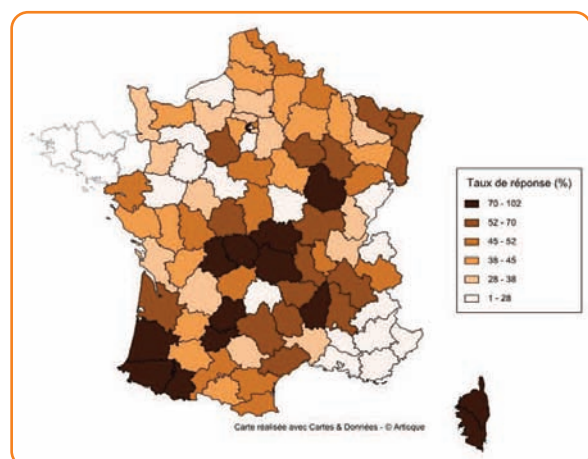 Taux de réponse (%)
70 - 102
52 - 70
45 - 52
38 - 45
28 - 38
1 - 28
Carte réalisée avec Cartes & Données - © Articque